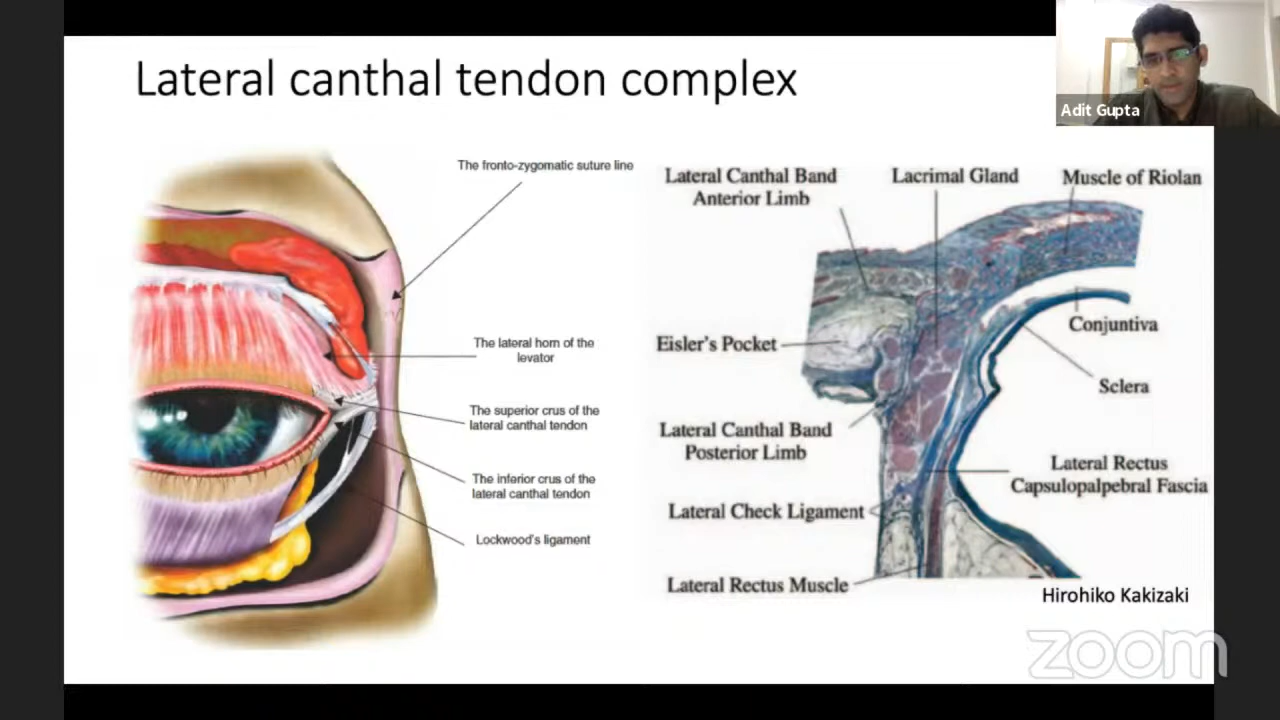 Lateral canthal tendon complex
Adit Gupta
The fronto-zygomatic suture line
The lateral horn of the
levator
The superior crus of the
lateral canthal tendon
The inferior crus of the
lateral canthal tendon
Lockwood's ligament
Lateral Canthal Band
Anterior Limb
Lacrimal Gland
Muscle of Riolan
Eisler's Pocket
Conjuntiva
Sclera
Lateral Canthal Band
Posterior Limb
Lateral Rectus
Capsulopalpebral Fascia
Lateral Check Ligament
Lateral Rectus Muscle
Hirohiko Kakizaki
zoom